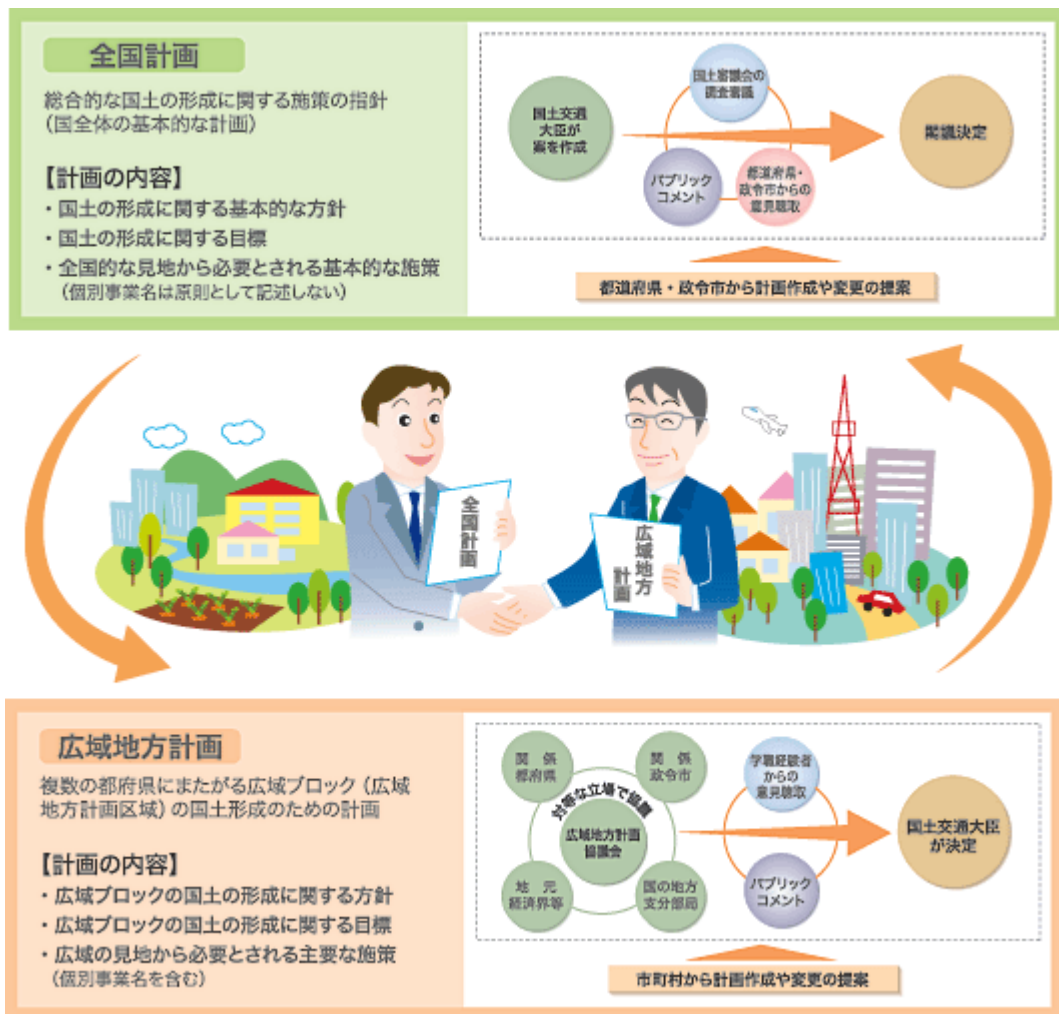 全国計画
総合的な国土の形成に関する施策の指針
（国全体の基本的な計画）
【計画の内容】
・国土の形成に関する基本的な方針
・国土の形成に関する目標
・全国的な見地から必要とされる基本的な施策
（個別事業名は原則として記述しない）
国土交通
大臣が
案を作成
国土審議会の
調査審議
パブリック
コメント
都道府県・
政令市からの
意見聴取
閣議決定
都道府県・政令市から計画作成や変更の提案
全国計画
広域地方
計画
広域地方計画
複数の都府県にまたがる広域ブロック（広域
地方計画区域）の国土形成のための計画
【計画の内容】
・広域ブロックの国土の形成に関する方針
・広域ブロックの国土の形成に関する目標
・広域の見地から必要とされる主要な施策
（個別事業名を含む）
関 係
都府県
関 係
政令市
対等な立場で協議
広域地方計画
協議会
地 元
経済界等
国の地方
支分部局
学識経験者
からの
意見聴取
パブリック
コメント
国土交通大臣
が決定
市町村から計画作成や変更の提案